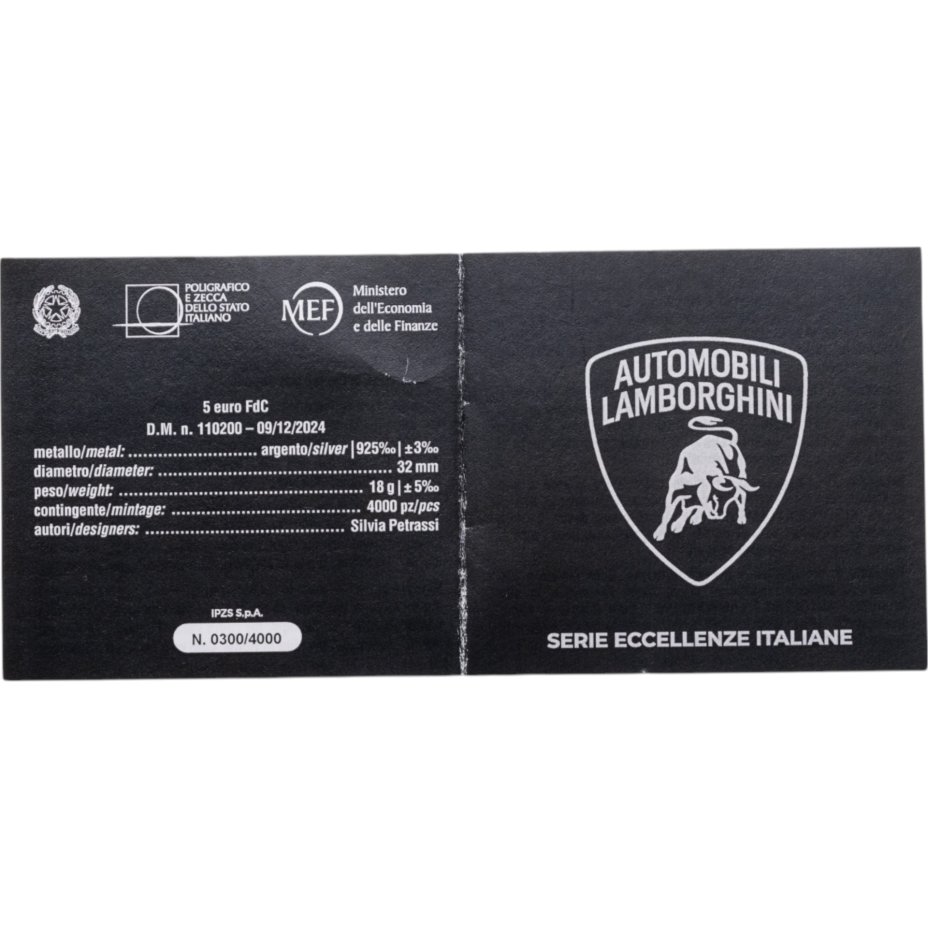 POLIGRAFICO
E ZECCA
DELLO STATO
ITALIANO
MEF
Ministero
dell'Economia
e delle Finanze
5 euro FdC
D.M. n. 110200 – 09/12/2024
metallo/metal: .......................... argento/silver | 925‰ | ±3‰
diametro/diameter: ................................................ 32 mm
peso/weight: .................................................. 18 g | ± 5‰
contingente/mintage: ....................................... 4000 pz/pcs
autori/designers: ......................................... Silvia Petrassi
IPZS S.p.A.
N. 0300/4000
AUTOMOBILI
LAMBORGHINI
SERIE ECCELLENZE ITALIANE